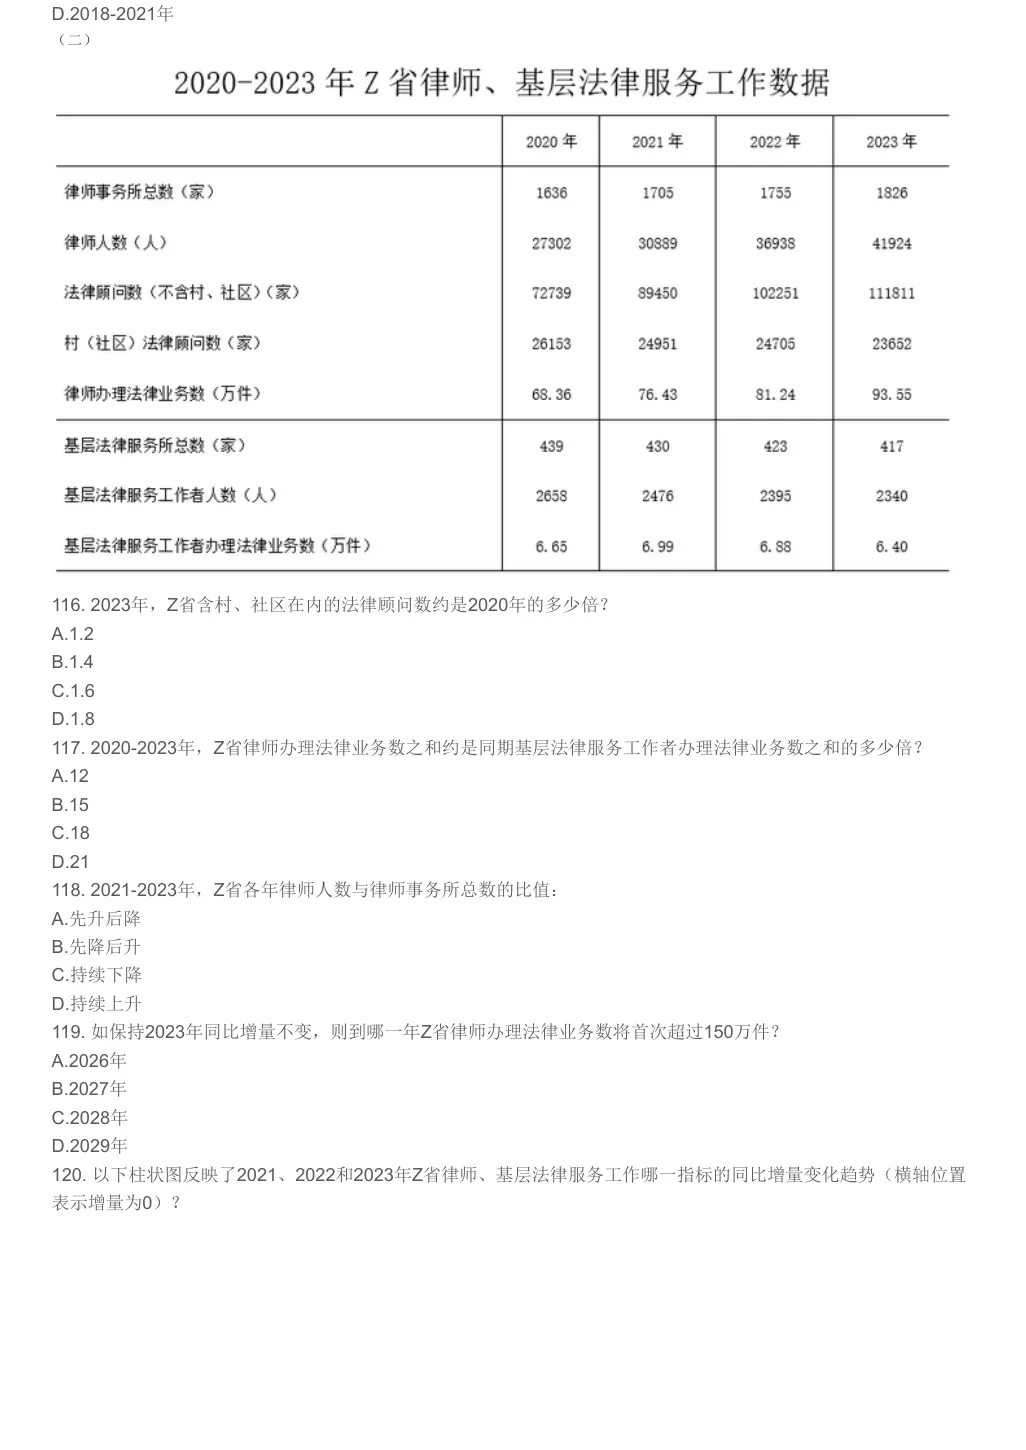 D.2018-2021年
（二）
2020-2023 年 Z 省律师、基层法律服务工作数据
2020 年 2021 年 2022 年 2023 年
律师事务所总数（家） 1636 1705 1755 1826
律师人数（人） 27302 30889 36938 41924
法律顾问数（不含村、社区）（家） 72739 89450 102251 111811
村（社区）法律顾问数（家） 26153 24951 24705 23652
律师办理法律业务数（万件） 68.36 76.43 81.24 93.55
基层法律服务所总数（家） 439 430 423 417
基层法律服务工作者人数（人） 2658 2476 2395 2340
基层法律服务工作者办理法律业务数（万件） 6.65 6.99 6.88 6.40
116. 2023年，Z省含村、社区在内的法律顾问数约是2020年的多少倍？
A.1.2
B.1.4
C.1.6
D.1.8
117. 2020-2023年，Z省律师办理法律业务数之和约是同期基层法律服务工作者办理法律业务数之和的多少倍？
A.12
B.15
C.18
D.21
118. 2021-2023年，Z省各年律师人数与律师事务所总数的比值：
A.先升后降
B.先降后升
C.持续下降
D.持续上升
119. 如保持2023年同比增量不变，则到哪一年Z省律师办理法律业务数将首次超过150万件？
A.2026年
B.2027年
C.2028年
D.2029年
120. 以下柱状图反映了2021、2022和2023年Z省律师、基层法律服务工作哪一指标的同比增量变化趋势（横轴位置
表示增量为0）？